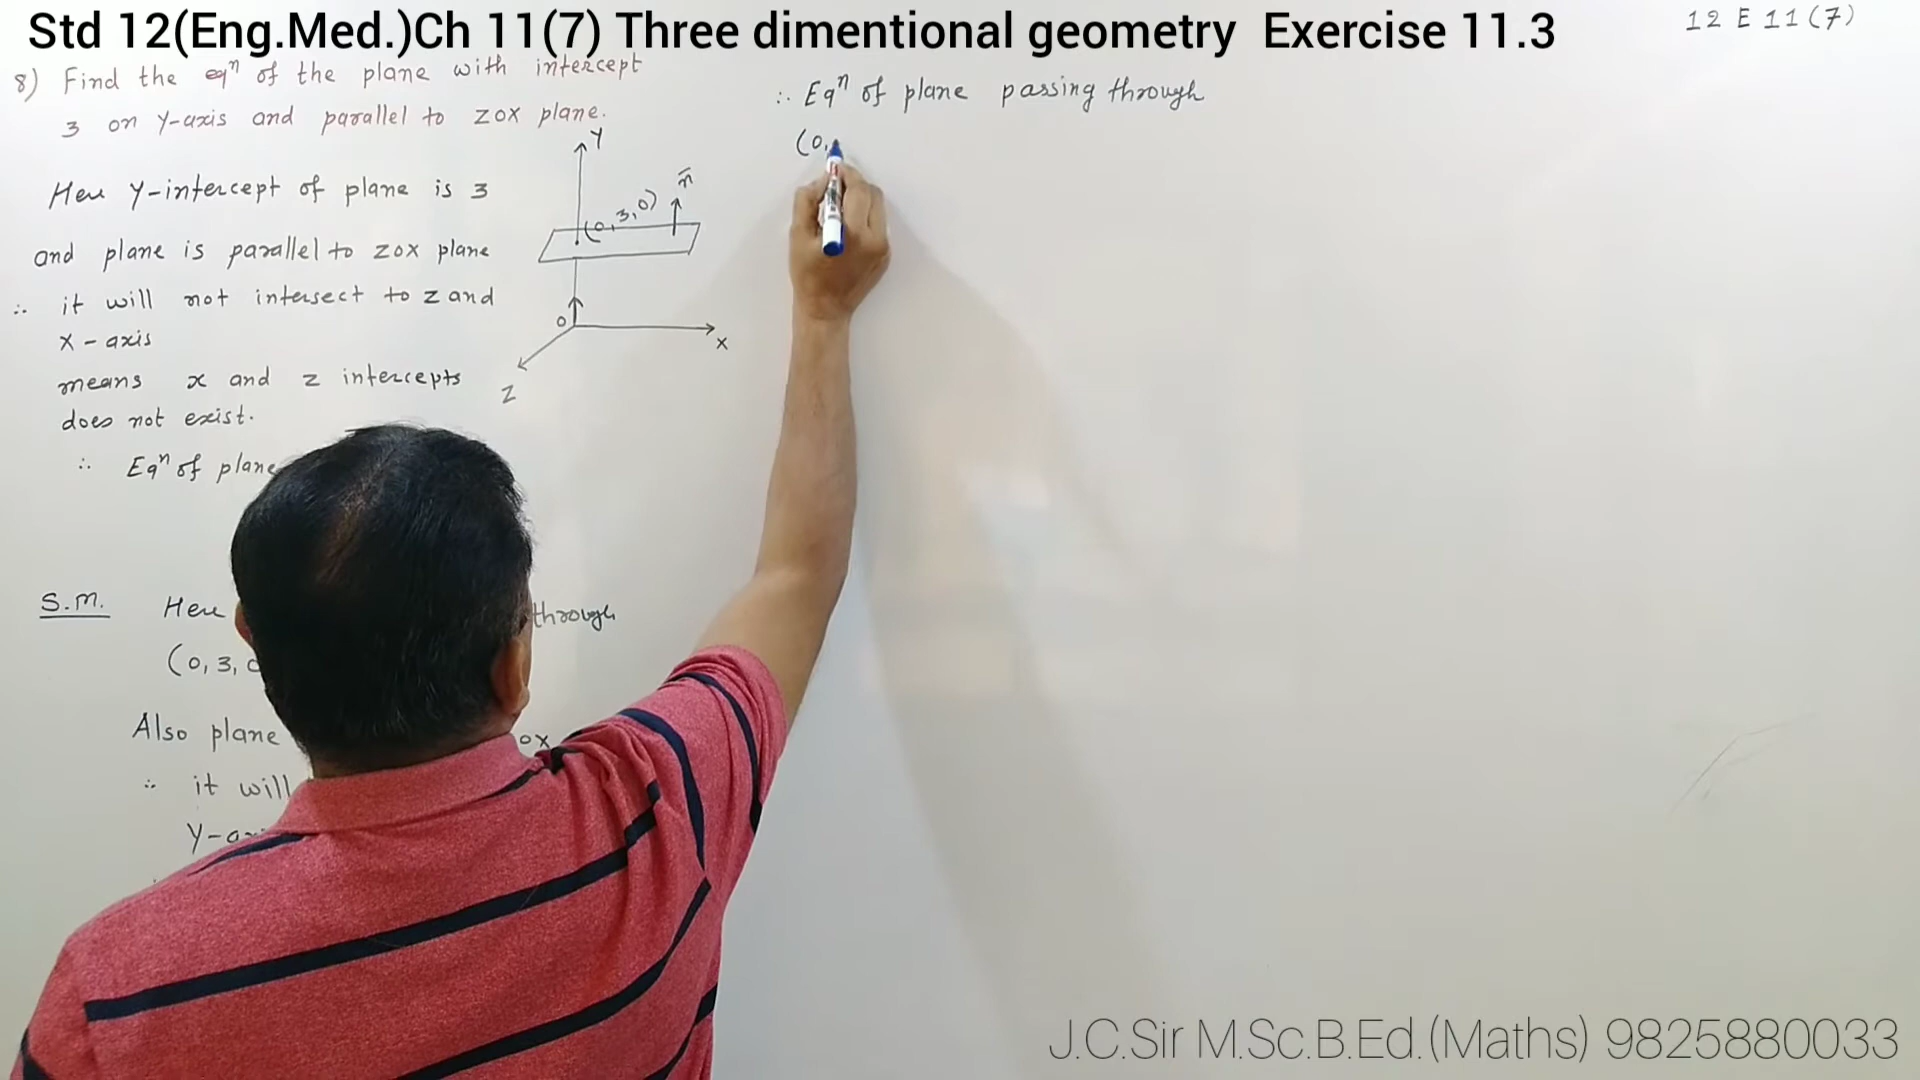 Std 12(Eng.Med.)Ch 11(7) Three dimentional geometry Exercise 11.3
12 E 11(7)
8) Find the eqⁿ of the plane with intercept
3 on Y-axis and parallel to ZOX plane.
Here Y-intercept of plane is 3
and plane is parallel to ZOX plane
∴ it will not intersect to Z and
X-axis
means x and z intercepts
does not exist.
∴ Eqⁿ of plane
Y
n̄
(0,3,0)
O
X
Z
S.M. Here through
(0,3,
Also plane ox
∴ it will
∴ Eqⁿ of plane passing through
(0,
J.C.Sir M.Sc.B.Ed.(Maths) 9825880033